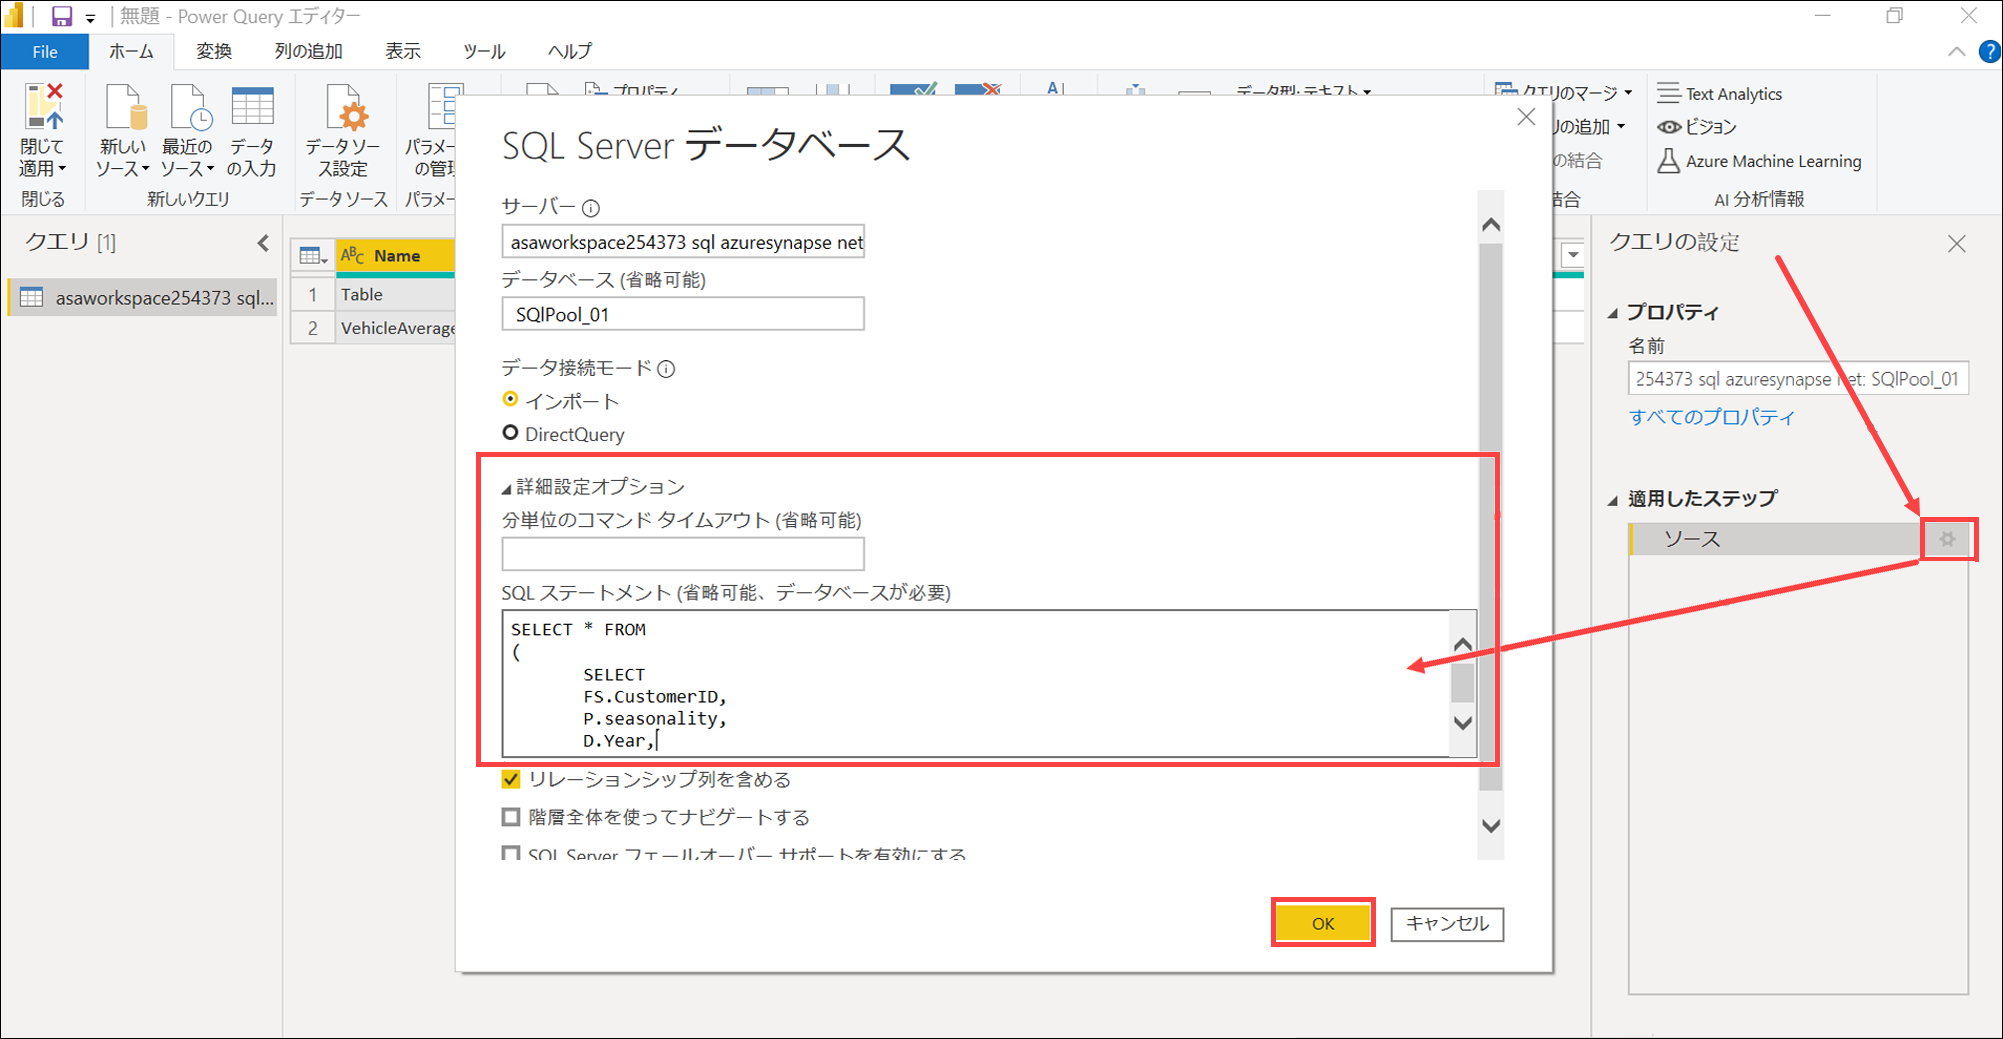 無題 - Power Query エディター
File
ホーム
変換
列の追加
表示
ツール
ヘルプ
?
閉じて
適用
新しい
ソース
最近の
ソース
データ
の入力
データ ソー
ス設定
パラメー
の管理
プロパティ
データ型: テキスト
クエリのマージ
の追加
の結合
Text Analytics
ビジョン
Azure Machine Learning
閉じる
新しいクエリ
データ ソース
パラメー
結合
AI 分析情報
クエリ [1]
asaworkspace254373 sql...
ABC Name
1 Table
2 VehicleAverage
SQL Server データベース
サーバー
asaworkspace254373 sql azuresynapse net
データベース (省略可能)
SQlPool_01
データ接続モード
インポート
DirectQuery
詳細設定オプション
分単位のコマンド タイムアウト (省略可能)
SQL ステートメント (省略可能、データベースが必要)
SELECT * FROM
(
SELECT
FS.CustomerID,
P.seasonality,
D.Year,
リレーションシップ列を含める
階層全体を使ってナビゲートする
SQL Server フェールオーバー サポートを有効にする
OK
キャンセル
クエリの設定
プロパティ
名前
254373 sql azuresynapse net: SQlPool_01
すべてのプロパティ
適用したステップ
ソース